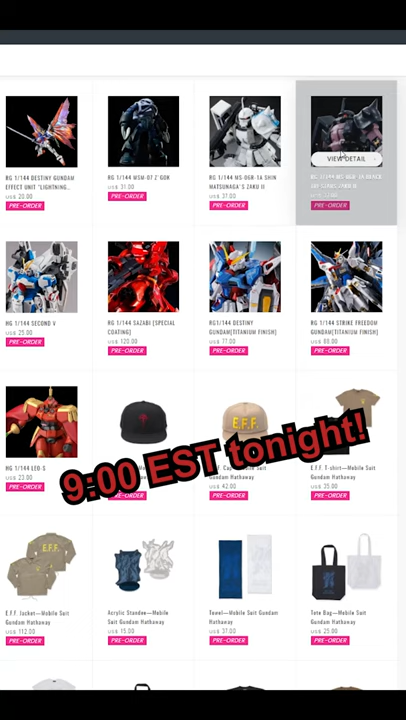 RG 1/144 DESTINY GUNDAM
EFFECT UNIT "LIGHTNING...
US$ 20.00
PRE-ORDER
RG 1/144 MSM-07 Z'GOK
US$ 31.00
PRE-ORDER
RG 1/144 MS-06R-1A SHIN
MATSUNAGA`S ZAKU II
US$ 37.00
PRE-ORDER
VIEW DETAIL
PRE-ORDER
HG 1/144 SECOND V
US$ 25.00
PRE-ORDER
RG 1/144 SAZABI [SPECIAL
COATING]
US$ 120.00
PRE-ORDER
RG1/144 DESTINY
GUNDAM[TITANIUM FINISH]
US$ 77.00
PRE-ORDER
RG 1/144 STRIKE FREEDOM
GUNDAM[TITANIUM FINISH]
US$ 80.00
PRE-ORDER
HG 1/144 LEO-S
US$ 23.00
PRE-ORDER
PRE-ORDER
E.F.F.
Gundam Hathaway
US$ 42.00
PRE-ORDER
E.F.F. T-shirt—Mobile Suit
Gundam Hathaway
US$ 35.00
PRE-ORDER
9:00 EST tonight!
E.F.F.
E.F.F. Jacket—Mobile Suit
Gundam Hathaway
US$ 112.00
PRE-ORDER
Acrylic Standee—Mobile
Suit Gundam Hathaway
US$ 15.00
PRE-ORDER
Towel—Mobile Suit Gundam
Hathaway
US$ 37.00
PRE-ORDER
Tote Bag—Mobile Suit
Gundam Hathaway
US$ 25.00
PRE-ORDER